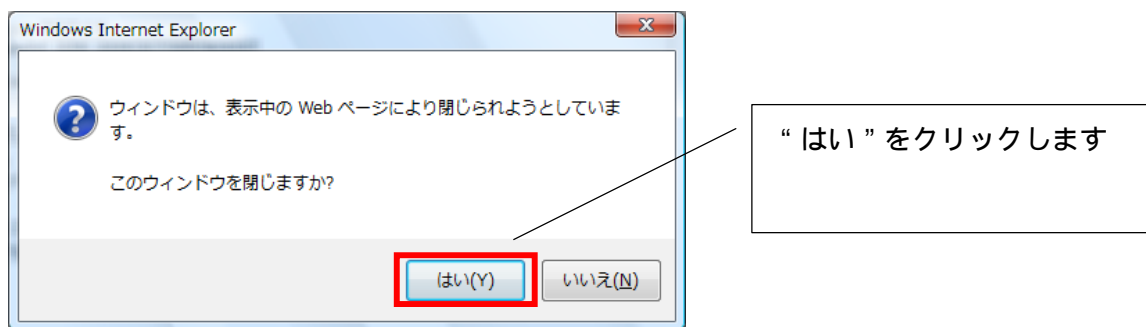 Windows Internet Explorer
ウィンドウは、表示中の Web ページにより閉じられようとしていま
す。
このウィンドウを閉じますか?
“はい”をクリックします
はい(Y)
いいえ(N)